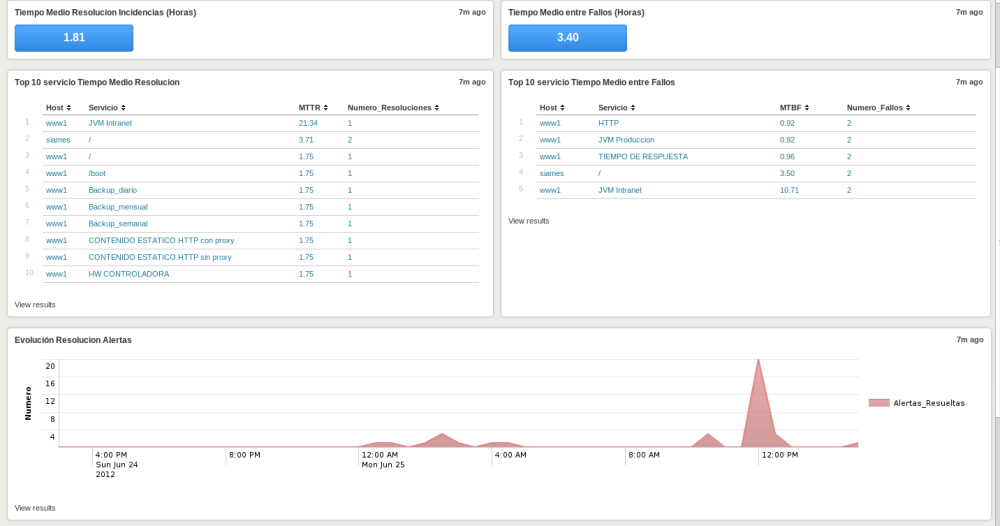 Tiempo Medio Resolucion Incidencias (Horas) 7m ago
1.81
Tiempo Medio entre Fallos (Horas) 7m ago
3.40
Top 10 servicio Tiempo Medio Resolucion 7m ago
Host Servicio MTTR Numero_Resoluciones
1 www1 JVM Intranet 21.34 1
2 siames / 3.71 2
3 www1 / 1.75 1
4 www1 /boot 1.75 1
5 www1 Backup_diario 1.75 1
6 www1 Backup_mensual 1.75 1
7 www1 Backup_semanal 1.75 1
8 www1 CONTENIDO ESTATICO HTTP con proxy 1.75 1
9 www1 CONTENIDO ESTATICO HTTP sin proxy 1.75 1
10 www1 HW CONTROLADORA 1.75 1
View results
Top 10 servicio Tiempo Medio entre Fallos 7m ago
Host Servicio MTBF Numero_Fallos
1 www1 HTTP 0.92 2
2 www1 JVM Produccion 0.92 2
3 www1 TIEMPO DE RESPUESTA 0.96 2
4 siames / 3.50 2
5 www1 JVM Intranet 10.71 2
View results
Evolución Resolucion Alertas 7m ago
Numero
20
16
12
8
4
Alertas_Resueltas
4:00 PM 8:00 PM 12:00 AM 4:00 AM 8:00 AM 12:00 PM
Sun Jun 24 Mon Jun 25
2012
View results